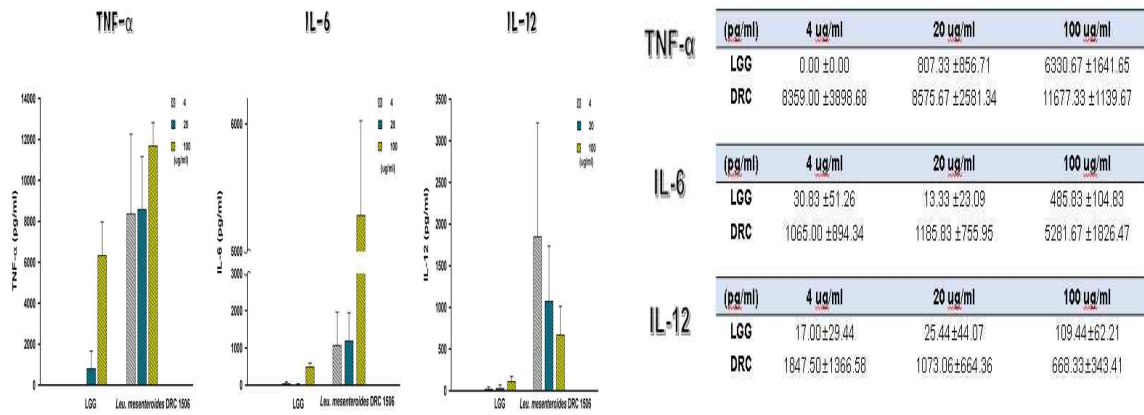 TNF-α
IL-6
IL-12
TNF-α (pg/ml)
14000
12000
10000
8000
6000
4000
2000
0
4
20
100
(ug/ml)
LGG
Leu. mesenteroides DRC 1506
IL-6 (pg/ml)
6000
5000
3000
2000
1000
0
4
20
100
(ug/ml)
LGG
Leu. mesenteroides DRC 1506
IL-12 (pg/ml)
3500
3000
2500
2000
1500
1000
500
0
4
20
100
(ug/ml)
LGG
Leu. mesenteroides DRC 1506
TNF-α
(pg/ml) 4 ug/ml 20 ug/ml 100 ug/ml
LGG 0.00 ±0.00 807.33 ±856.71 6330.67 ±1641.65
DRC 8359.00 ±3898.68 8575.67 ±2581.34 11677.33 ±1139.67
IL-6
(pg/ml) 4 ug/ml 20 ug/ml 100 ug/ml
LGG 30.83 ±51.26 13.33 ±23.09 485.83 ±104.83
DRC 1065.00 ±894.34 1185.83 ±755.95 5281.67 ±1826.47
IL-12
(pg/ml) 4 ug/ml 20 ug/ml 100 ug/ml
LGG 17.00±29.44 25.44±44.07 109.44±62.21
DRC 1847.50±1366.58 1073.06±664.36 668.33±343.41